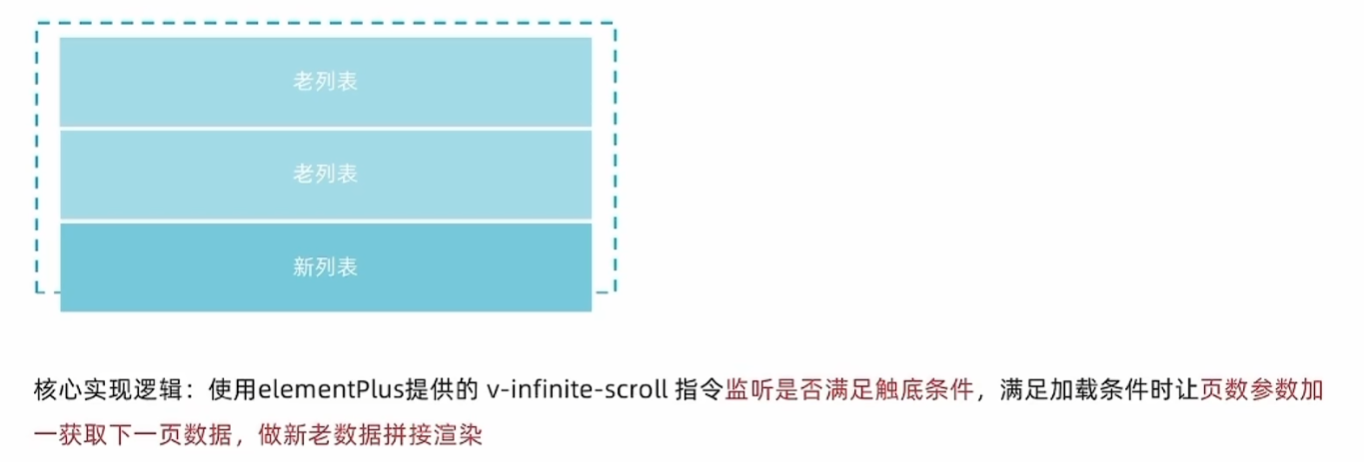 老列表
老列表
新列表
核心实现逻辑：使用elementPlus提供的 v-infinite-scroll 指令监听是否满足触底条件，满足加载条件时让页数参数加
一获取下一页数据，做新老数据拼接渲染